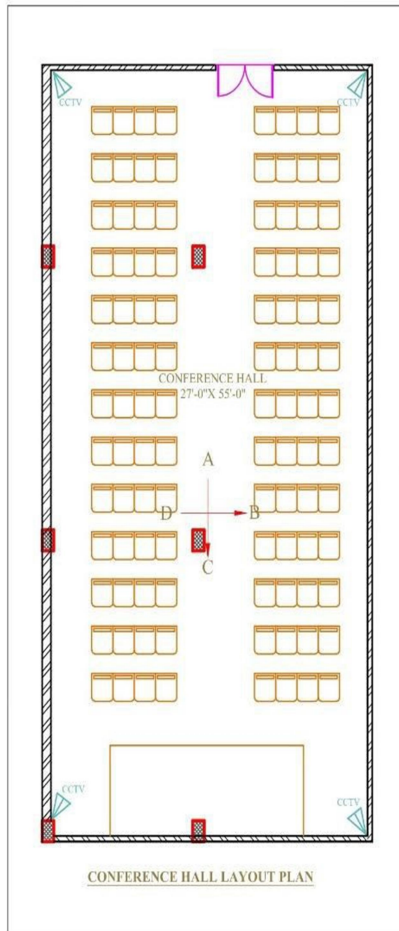 CCTV
CCTV
CONFERENCE HALL
27'-0"X 55'-0"
A
D
B
C
CCTV
CCTV
CONFERENCE HALL LAYOUT PLAN